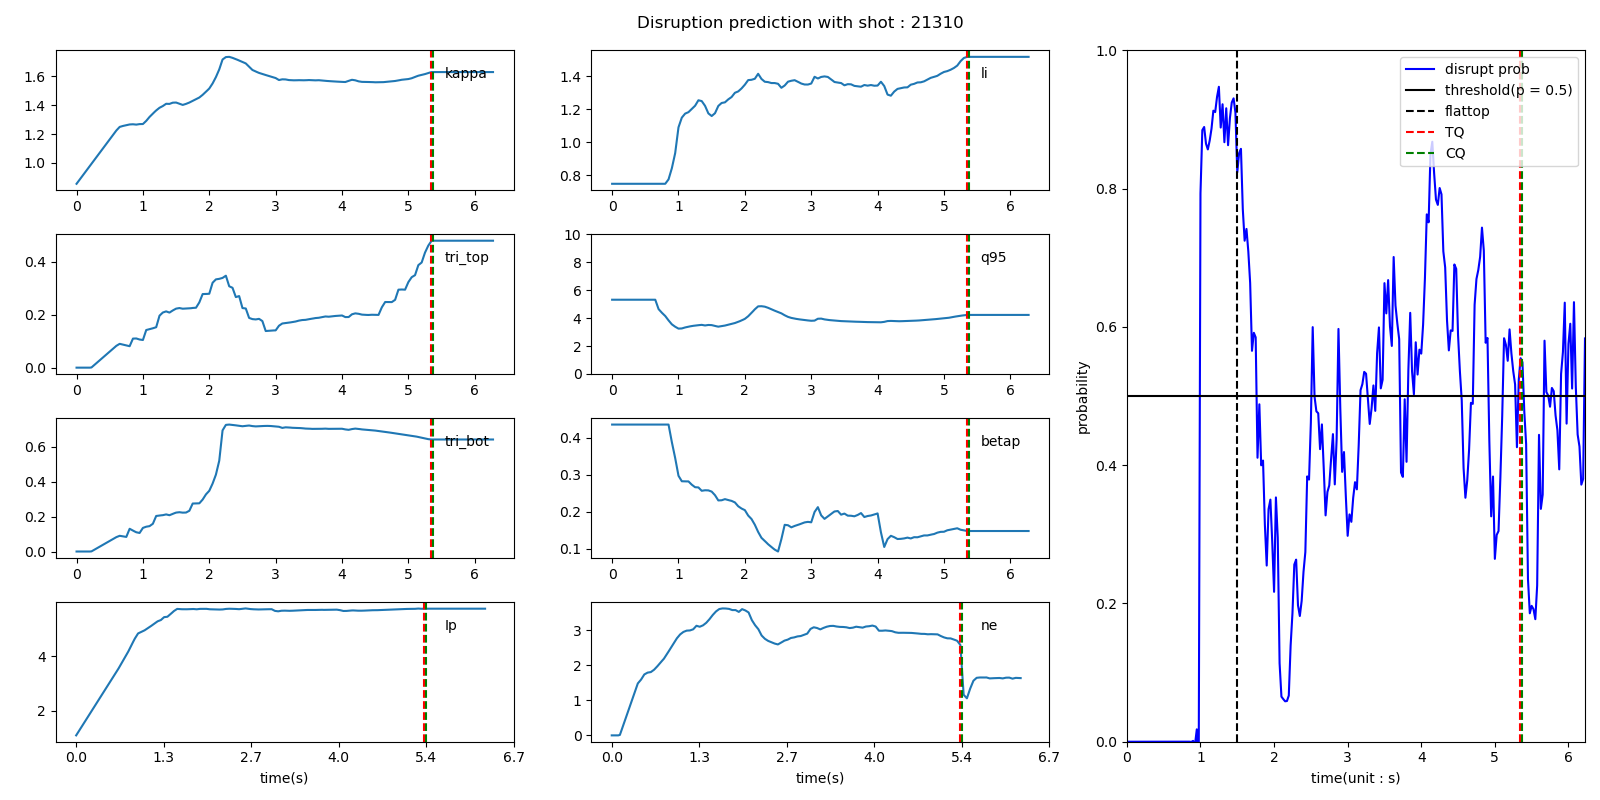 Disruption prediction with shot : 21310
kappa
1.6
1.4
1.2
1.0
0 1 2 3 4 5 6
li
1.4
1.2
1.0
0.8
0 1 2 3 4 5 6
tri_top
0.4
0.2
0.0
0 1 2 3 4 5 6
q95
10
8
6
4
2
0
0 1 2 3 4 5 6
tri_bot
0.6
0.4
0.2
0.0
0 1 2 3 4 5 6
betap
0.4
0.3
0.2
0.1
0 1 2 3 4 5 6
Ip
4
2
0.0 1.3 2.7 4.0 5.4 6.7
time(s)
ne
3
2
1
0
0.0 1.3 2.7 4.0 5.4 6.7
time(s)
disrupt prob
threshold(p = 0.5)
flattop
TQ
CQ
1.0
0.8
0.6
0.4
0.2
0.0
probability
0 1 2 3 4 5 6
time(unit : s)